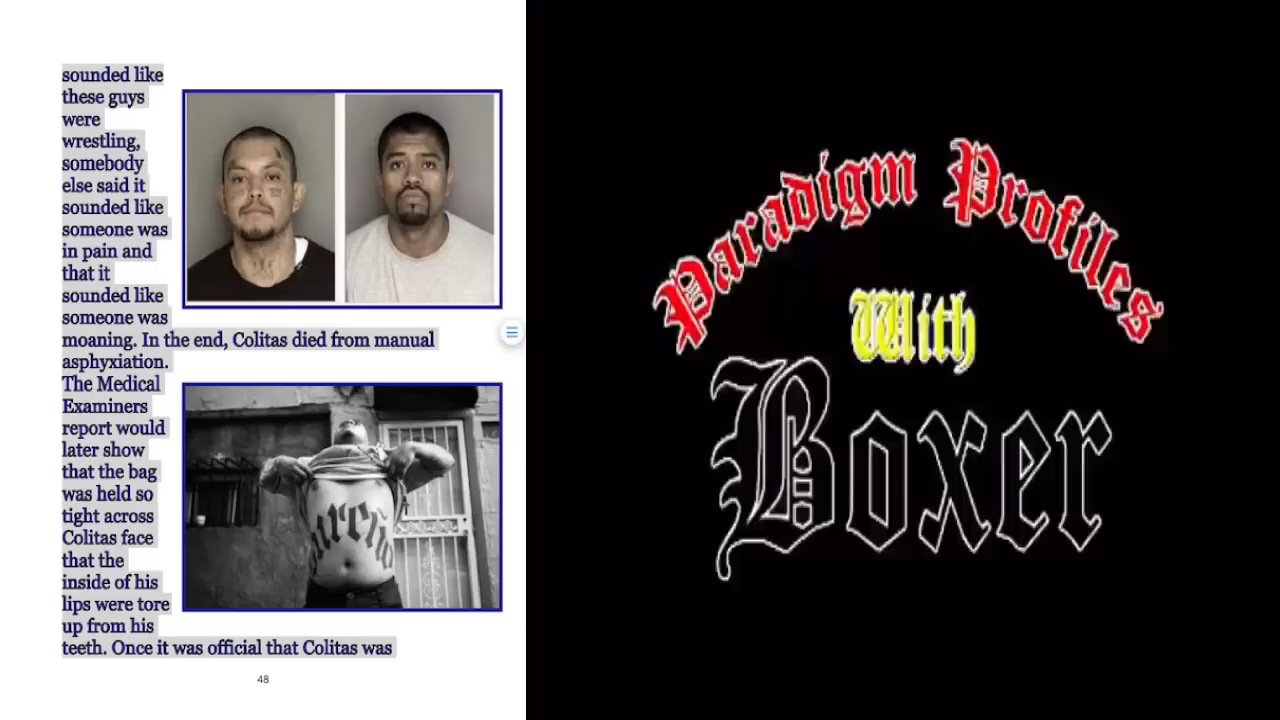 sounded like
these guys
were
wrestling,
somebody
else said it
sounded like
someone was
in pain and
that it
sounded like
someone was
moaning. In the end, Colitas died from manual
asphyxiation.
The Medical
Examiners
report would
later show
that the bag
was held so
tight across
Colitas face
that the
inside of his
lips were tore
up from his
teeth. Once it was official that Colitas was
48
Paradigm Profiles
With
Boxer